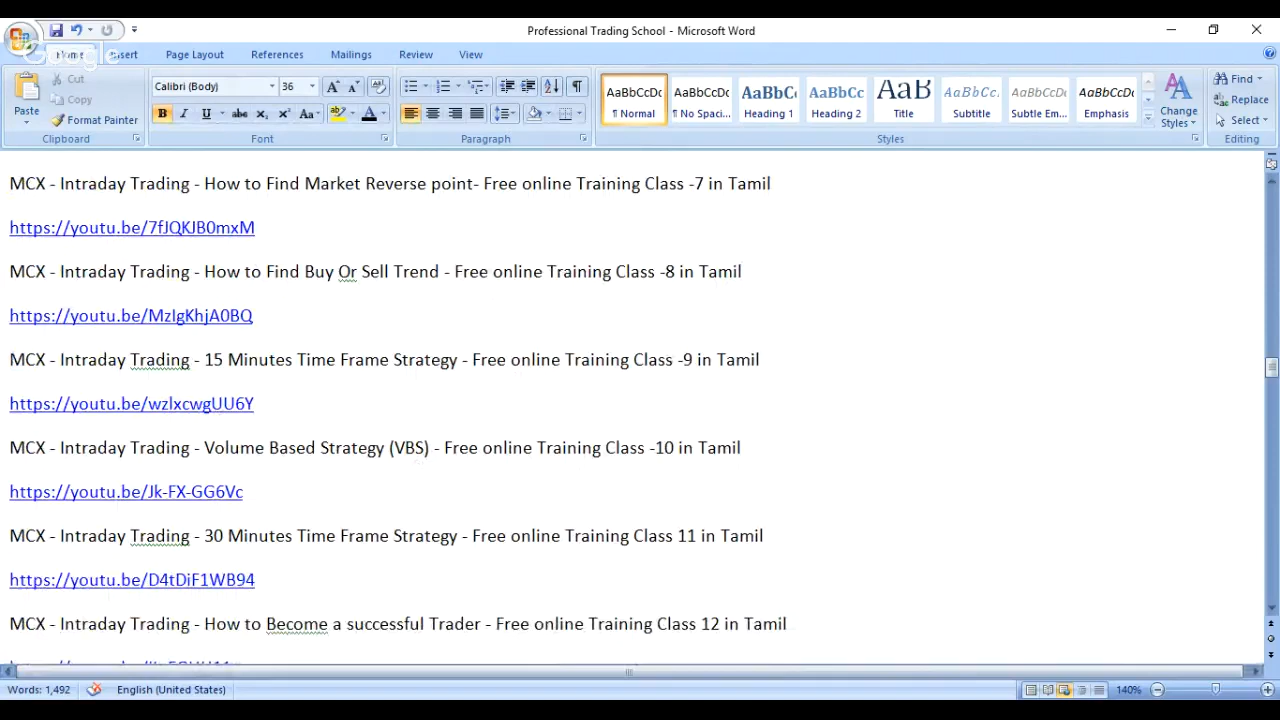 Professional Trading School - Microsoft Word
Google
Home Insert Page Layout References Mailings Review View
Paste
Cut
Copy
Format Painter
Clipboard
Calibri (Body) 36
Font
Paragraph
AaBbCcDc AaBbCcDc AaBbCc AaBbCc AaB AaBbCc. AaBbCcDc AaBbCcDc
¶ Normal ¶ No Spaci... Heading 1 Heading 2 Title Subtitle Subtle Em... Emphasis
Change Styles
Styles
Find
Replace
Select
Editing
MCX - Intraday Trading - How to Find Market Reverse point- Free online Training Class -7 in Tamil
https://youtu.be/7fJQKJB0mxM
MCX - Intraday Trading - How to Find Buy Or Sell Trend - Free online Training Class -8 in Tamil
https://youtu.be/MzIgKhjA0BQ
MCX - Intraday Trading - 15 Minutes Time Frame Strategy - Free online Training Class -9 in Tamil
https://youtu.be/wzlxcwgUU6Y
MCX - Intraday Trading - Volume Based Strategy (VBS) - Free online Training Class -10 in Tamil
https://youtu.be/Jk-FX-GG6Vc
MCX - Intraday Trading - 30 Minutes Time Frame Strategy - Free online Training Class 11 in Tamil
https://youtu.be/D4tDiF1WB94
MCX - Intraday Trading - How to Become a successful Trader - Free online Training Class 12 in Tamil
Words: 1,492 English (United States) 140%